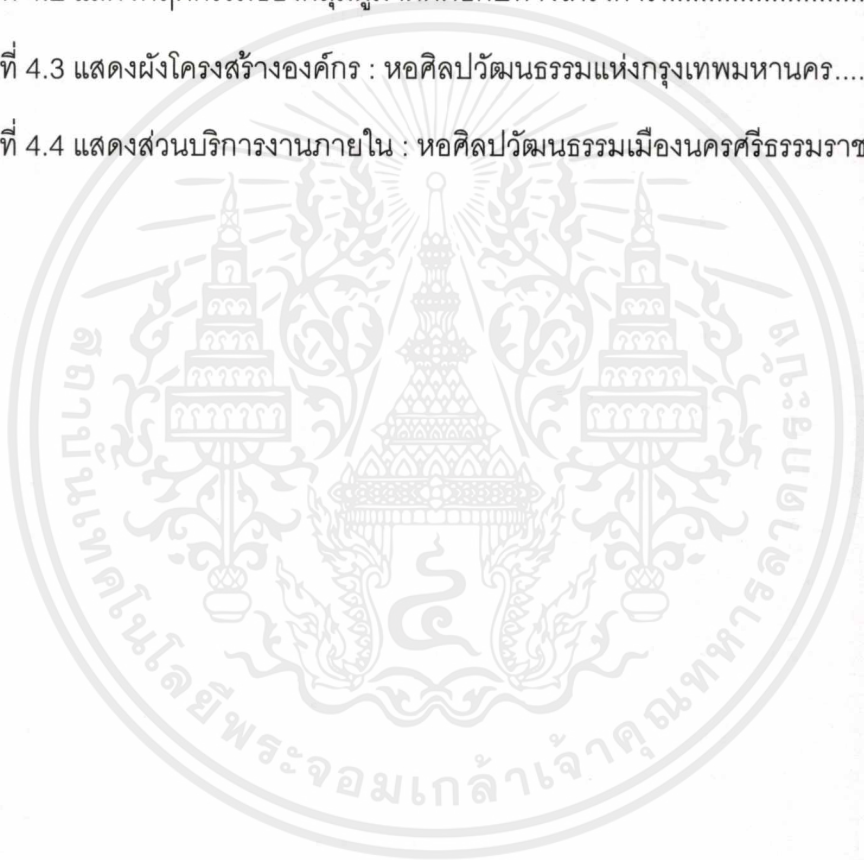 ที่ 4.3 แสดงผังโครงสร้างองค์กร : หอศิลปวัฒนธรรมแห่งกรุงเทพมหานคร....
ที่ 4.4 แสดงส่วนบริการงานภายใน : หอศิลปวัฒนธรรมเมืองนครศรีธรรมราช
สถาบันเทคโนโลยีพระจอมเกล้าเจ้าคุณทหารลาดกระบัง